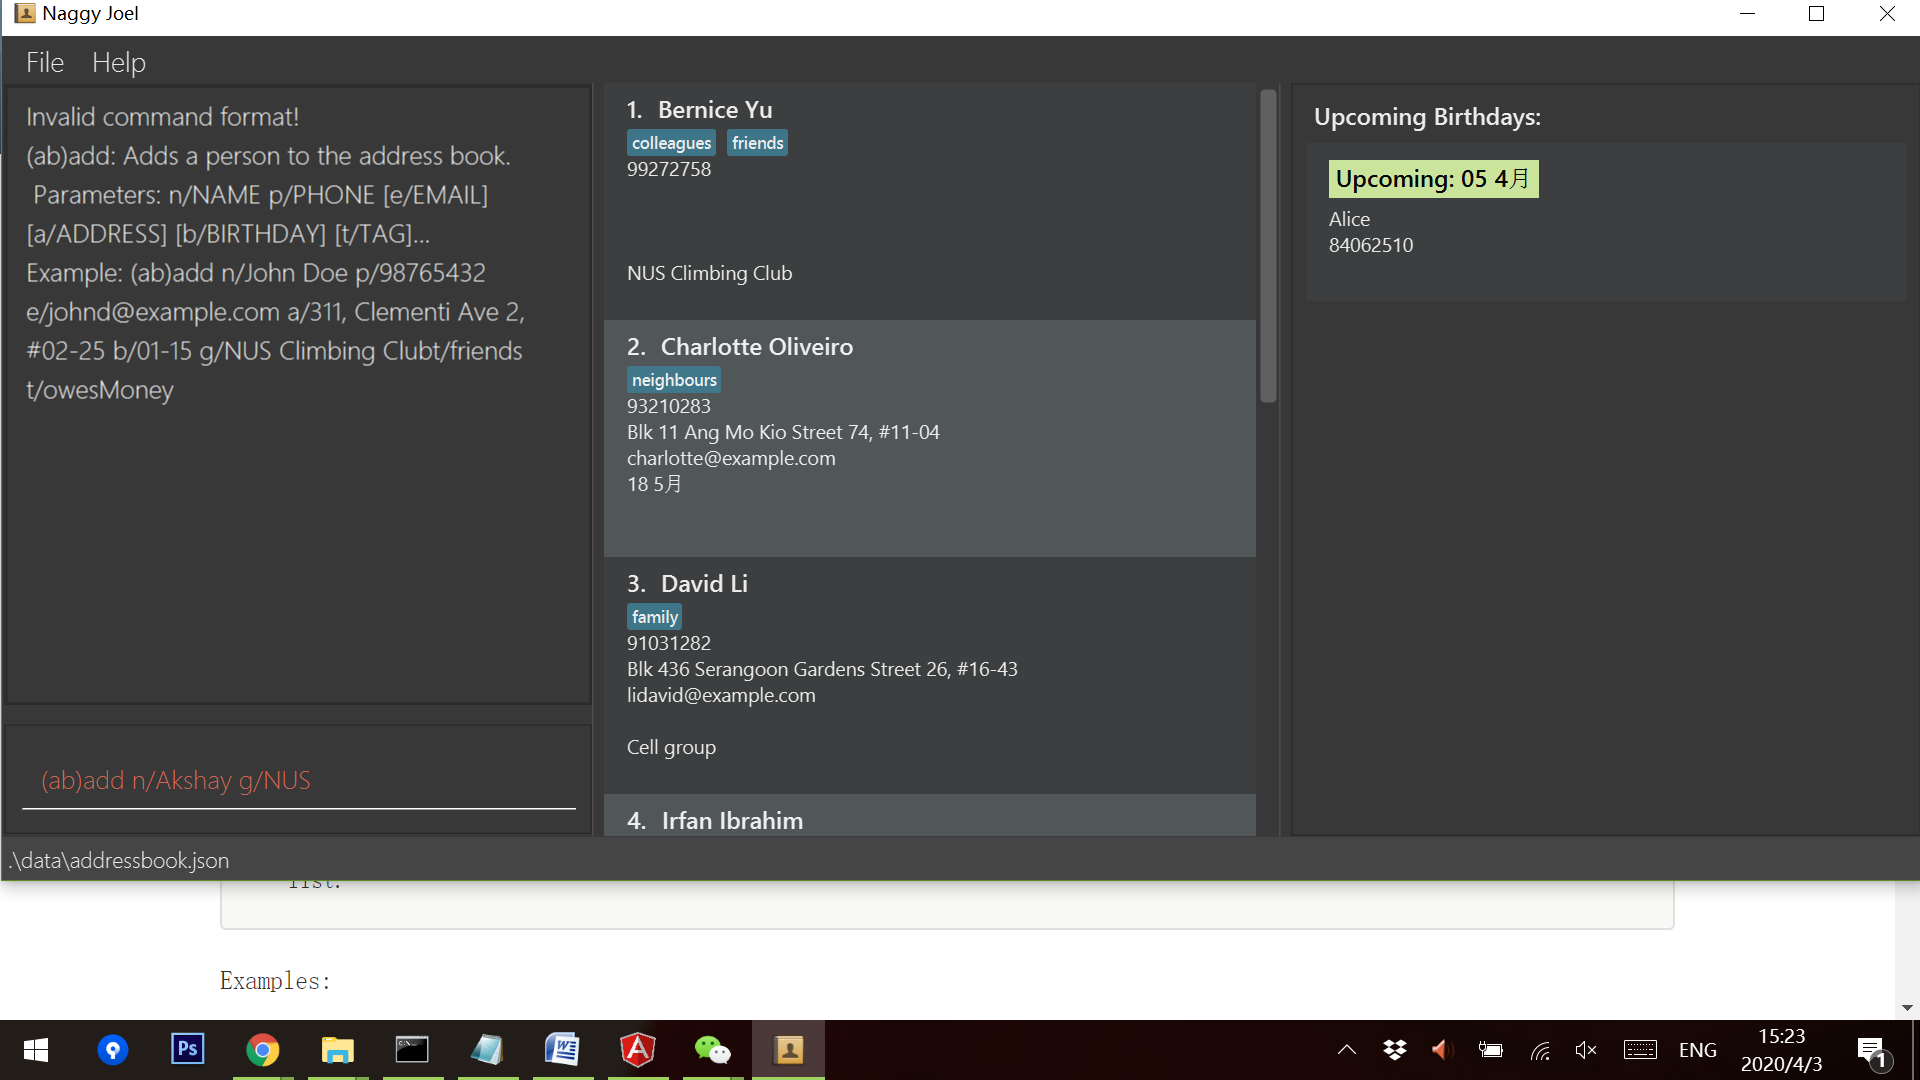 Naggy Joel
File Help
Invalid command format!
(ab)add: Adds a person to the address book.
Parameters: n/NAME p/PHONE [e/EMAIL]
[a/ADDRESS] [b/BIRTHDAY] [t/TAG]...
Example: (ab)add n/John Doe p/98765432
e/johnd@example.com a/311, Clementi Ave 2,
#02-25 b/01-15 g/NUS Climbing Clubt/friends
t/owesMoney
(ab)add n/Akshay g/NUS
1. Bernice Yu
colleagues friends
99272758
NUS Climbing Club
2. Charlotte Oliveiro
neighbours
93210283
Blk 11 Ang Mo Kio Street 74, #11-04
charlotte@example.com
18 5月
3. David Li
family
91031282
Blk 436 Serangoon Gardens Street 26, #16-43
lidavid@example.com
Cell group
4. Irfan Ibrahim
Upcoming Birthdays:
Upcoming: 05 4月
Alice
84062510
.\data\addressbook.json
list.
Examples:
Ps
ENG
15:23
2020/4/3
1